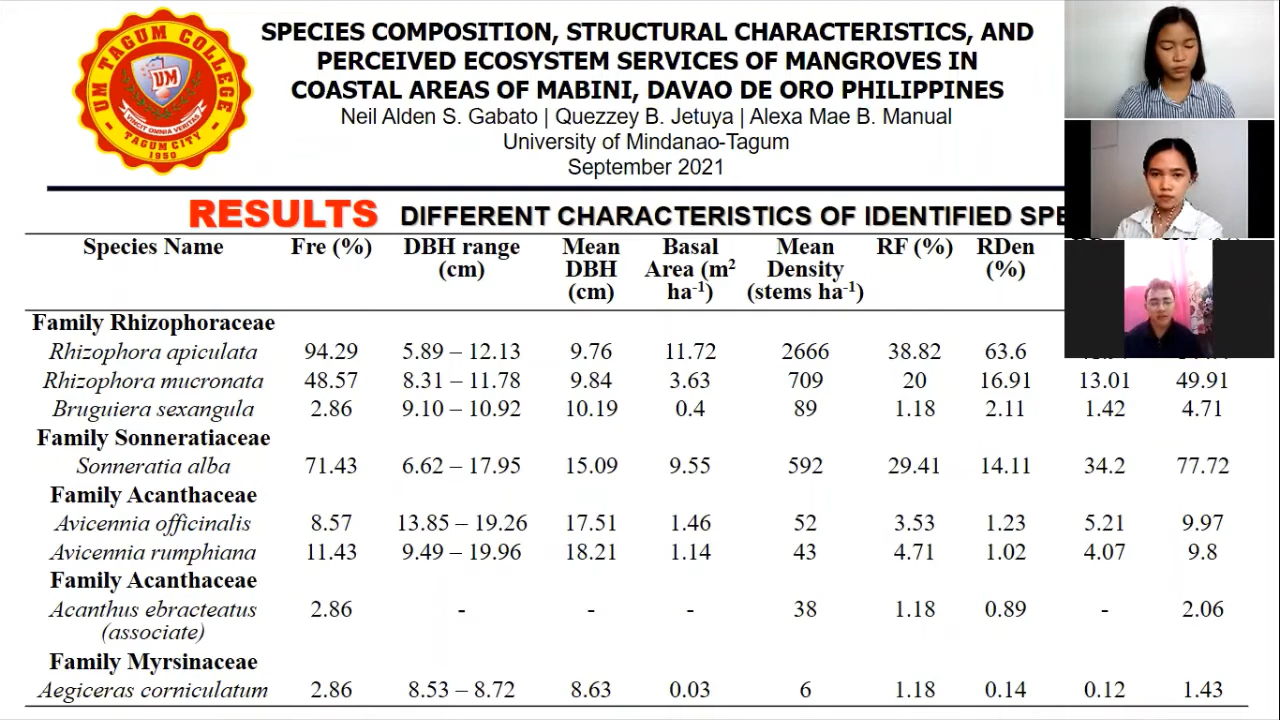 UM TAGUM COLLEGE
UM
VINCIT OMNIA VERITAS
TAGUM CITY
1950
SPECIES COMPOSITION, STRUCTURAL CHARACTERISTICS, AND
PERCEIVED ECOSYSTEM SERVICES OF MANGROVES IN
COASTAL AREAS OF MABINI, DAVAO DE ORO PHILIPPINES
Neil Alden S. Gabato | Quezzey B. Jetuya | Alexa Mae B. Manual
University of Mindanao-Tagum
September 2021
RESULTS DIFFERENT CHARACTERISTICS OF IDENTIFIED SPE
Species Name Fre (%) DBH range Mean Basal Mean RF (%) RDen
(cm) DBH Area (m² Density (%)
(cm) ha⁻¹) (stems ha⁻¹)
Family Rhizophoraceae
Rhizophora apiculata 94.29 5.89 – 12.13 9.76 11.72 2666 38.82 63.6
Rhizophora mucronata 48.57 8.31 – 11.78 9.84 3.63 709 20 16.91 13.01 49.91
Bruguiera sexangula 2.86 9.10 – 10.92 10.19 0.4 89 1.18 2.11 1.42 4.71
Family Sonneratiaceae
Sonneratia alba 71.43 6.62 – 17.95 15.09 9.55 592 29.41 14.11 34.2 77.72
Family Acanthaceae
Avicennia officinalis 8.57 13.85 – 19.26 17.51 1.46 52 3.53 1.23 5.21 9.97
Avicennia rumphiana 11.43 9.49 – 19.96 18.21 1.14 43 4.71 1.02 4.07 9.8
Family Acanthaceae
Acanthus ebracteatus 2.86 - - - 38 1.18 0.89 - 2.06
(associate)
Family Myrsinaceae
Aegiceras corniculatum 2.86 8.53 – 8.72 8.63 0.03 6 1.18 0.14 0.12 1.43